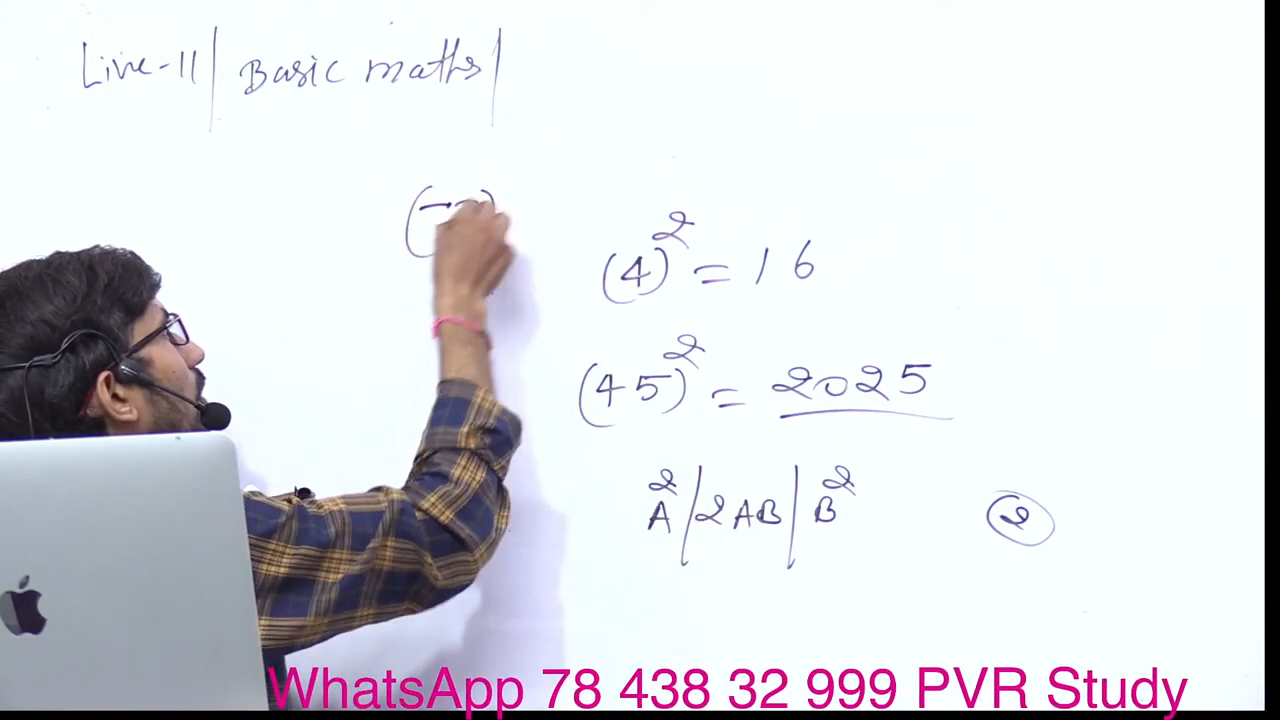 Live-11| Basic maths|
(--)
(4)² = 16
(45)² = 2025
A² | 2AB | B²
2
WhatsApp 78 438 32 999 PVR Study